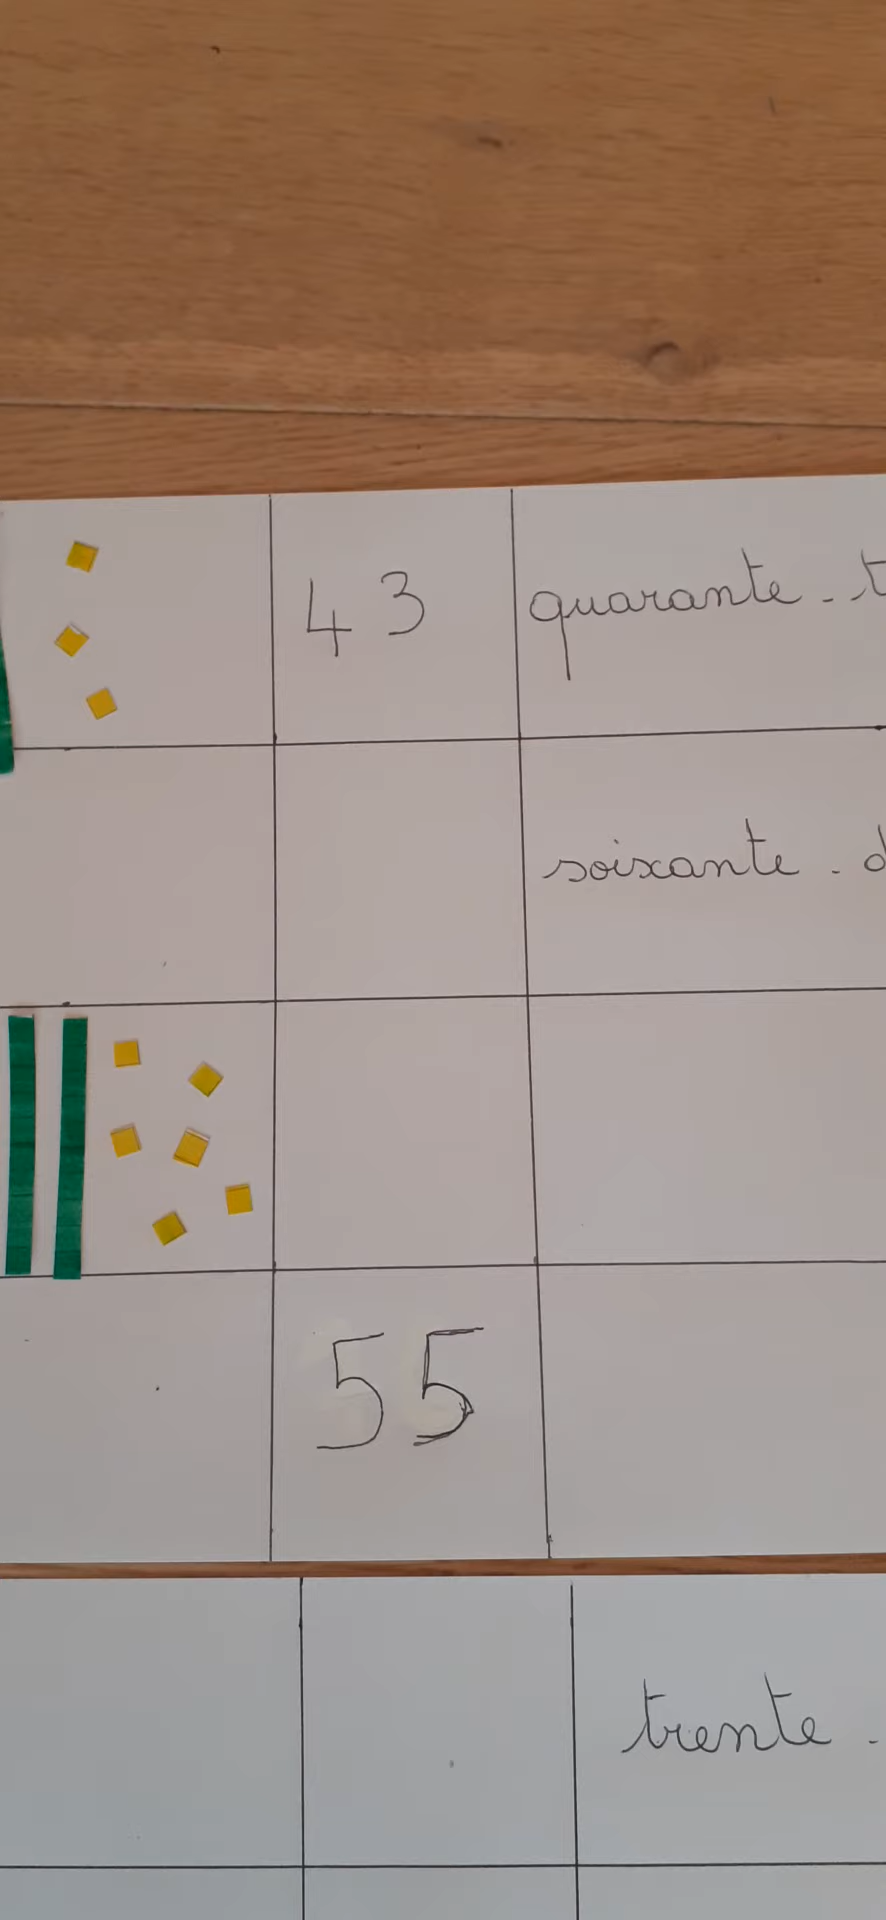 43 quarante - t
soixante - d
55
trente -